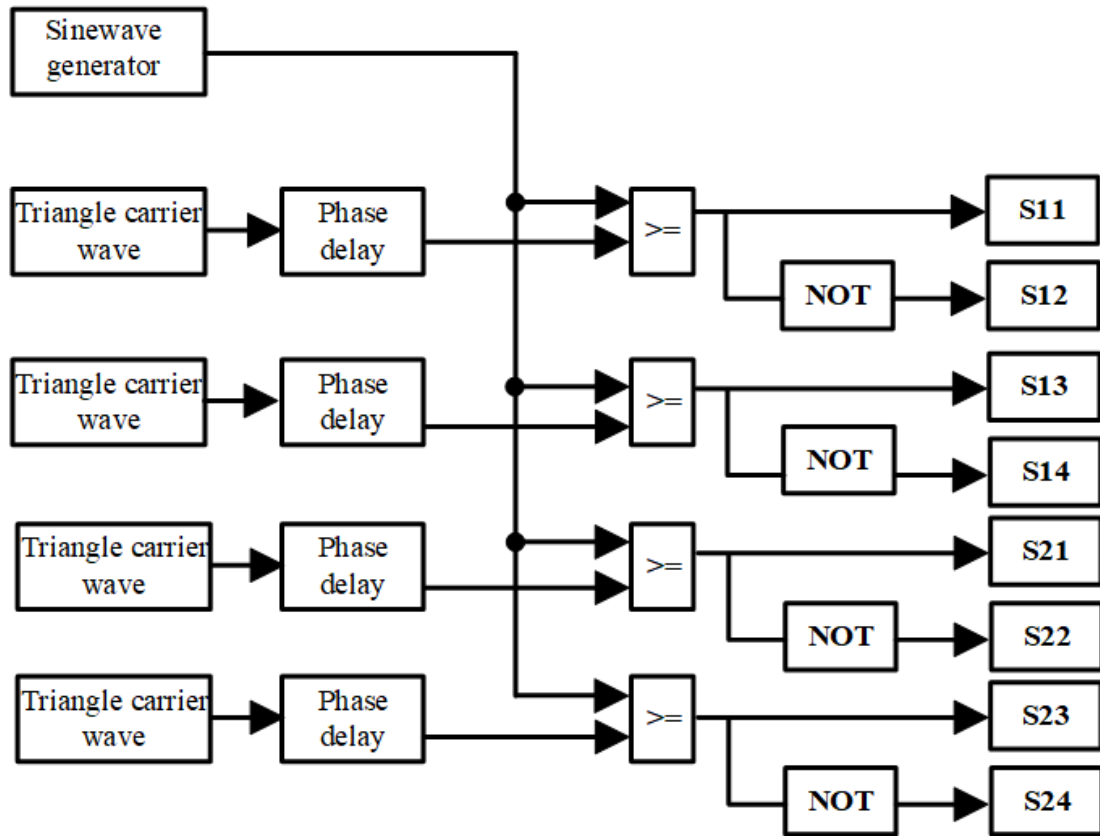 Sinewave
generator
Triangle carrier
wave
Phase
delay
>=
S11
NOT
S12
Triangle carrier
wave
Phase
delay
>=
S13
NOT
S14
Triangle carrier
wave
Phase
delay
>=
S21
NOT
S22
Triangle carrier
wave
Phase
delay
>=
S23
NOT
S24